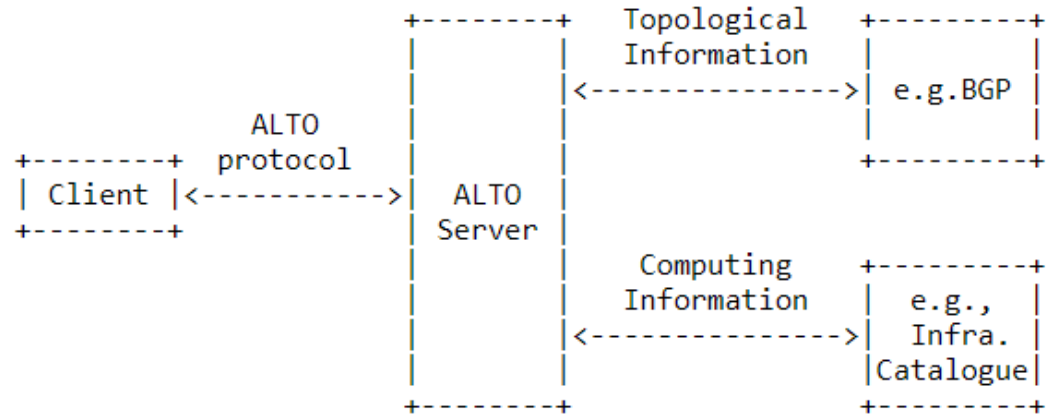 +--------+ Topological +---------+
| | Information | |
| |<--------------->| e.g.BGP |
ALTO | | | |
+--------+ protocol | | +---------+
| Client |<----------->| ALTO |
+--------+ | Server |
| | Computing +---------+
| | Information | e.g., |
| |<--------------->| Infra. |
| | |Catalogue|
+--------+ +---------+